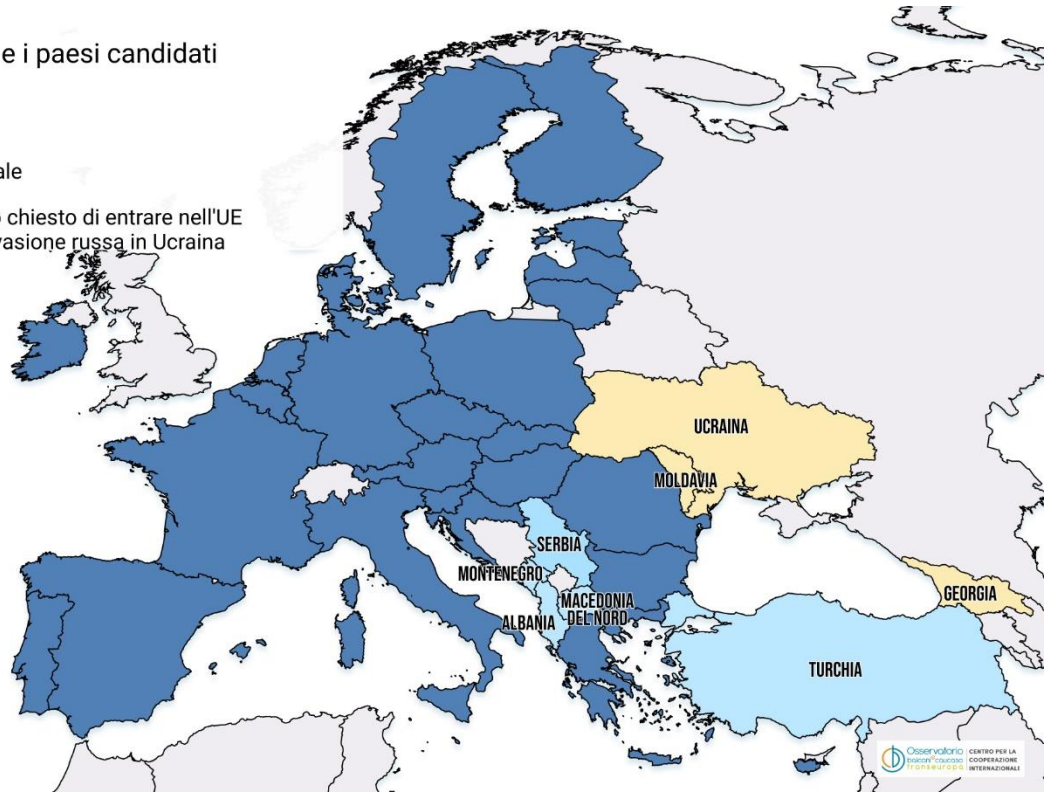 e i paesi candidati
ale
chiesto di entrare nell'UE
vasione russa in Ucraina
UCRAINA
MOLDAVIA
SERBIA
MONTENEGRO
MACEDONIA
DEL NORD
ALBANIA
GEORGIA
TURCHIA
Osservatorio
balcani e caucaso
transeuropa
CENTRO PER LA
COOPERAZIONE
INTERNAZIONALE